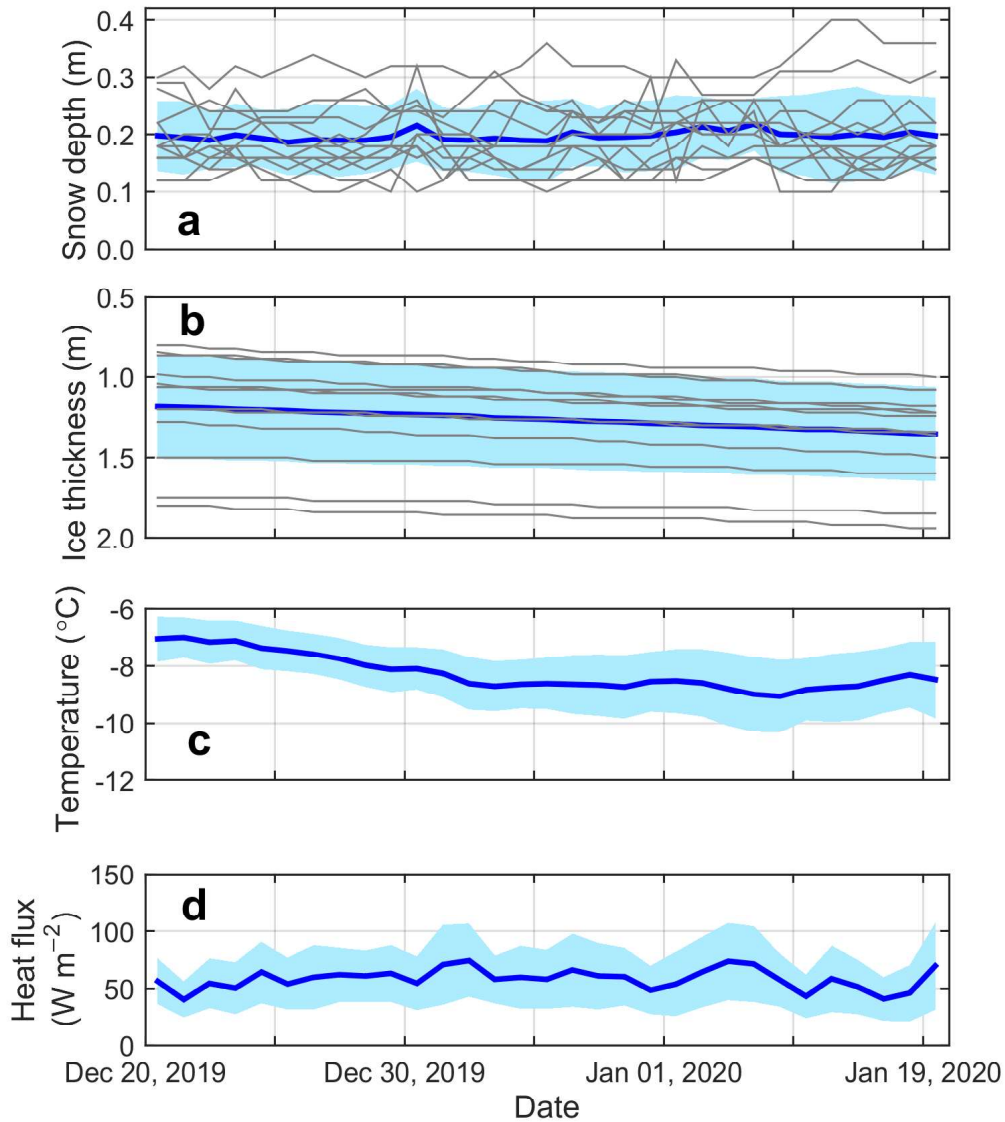 0.4
0.3
0.2
0.1
0.0
Snow depth (m)
a
0.5
1.0
1.5
2.0
Ice thickness (m)
b
-6
-8
-10
-12
Temperature (°C)
c
150
100
50
0
Heat flux
(W m−2)
d
Dec 20, 2019 Dec 30, 2019 Jan 01, 2020 Jan 19, 2020
Date